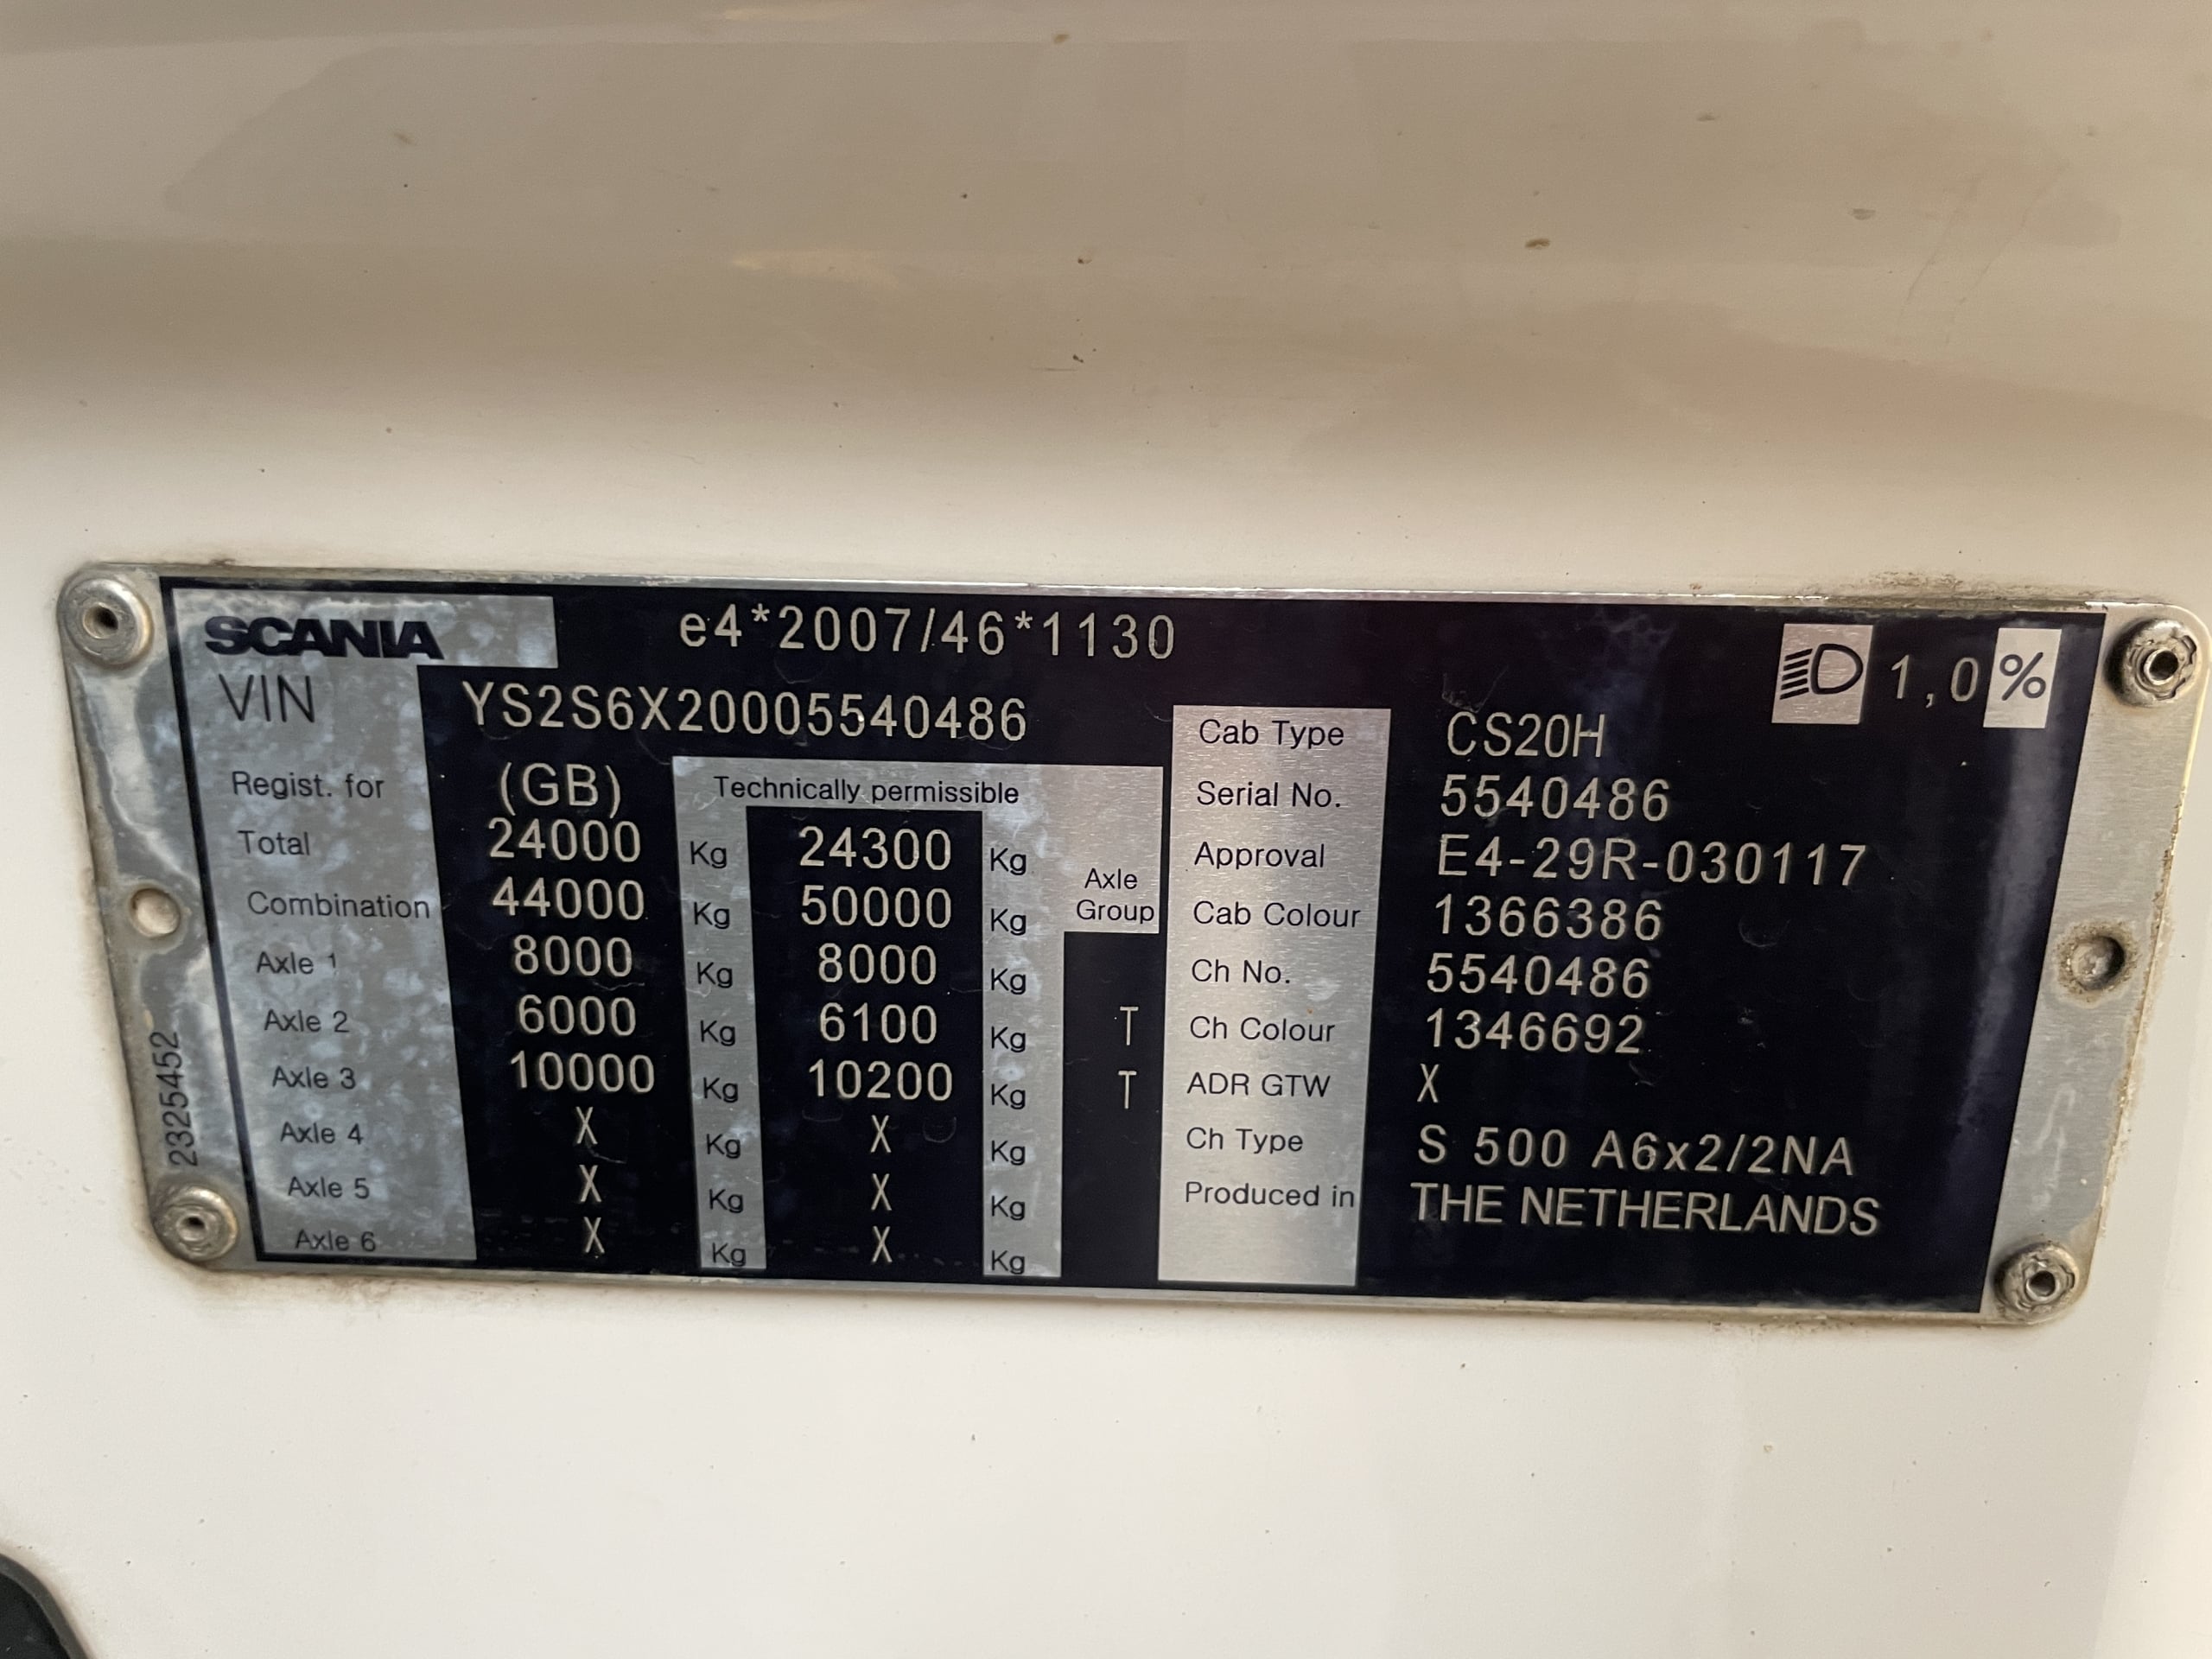 SCANIA e4*2007/46*1130 1,0 %
VIN YS2S6X20005540486
Regist. for (GB) Technically permissible
Total 24000 Kg 24300 Kg
Combination 44000 Kg 50000 Kg
Axle Group
Axle 1 8000 Kg 8000 Kg
Axle 2 6000 Kg 6100 Kg T
Axle 3 10000 Kg 10200 Kg T
Axle 4 X Kg X Kg
Axle 5 X Kg X Kg
Axle 6 X Kg X Kg
Cab Type CS20H
Serial No. 5540486
Approval E4-29R-030117
Cab Colour 1366386
Ch No. 5540486
Ch Colour 1346692
ADR GTW X
Ch Type S 500 A6x2/2NA
Produced in THE NETHERLANDS
2325452